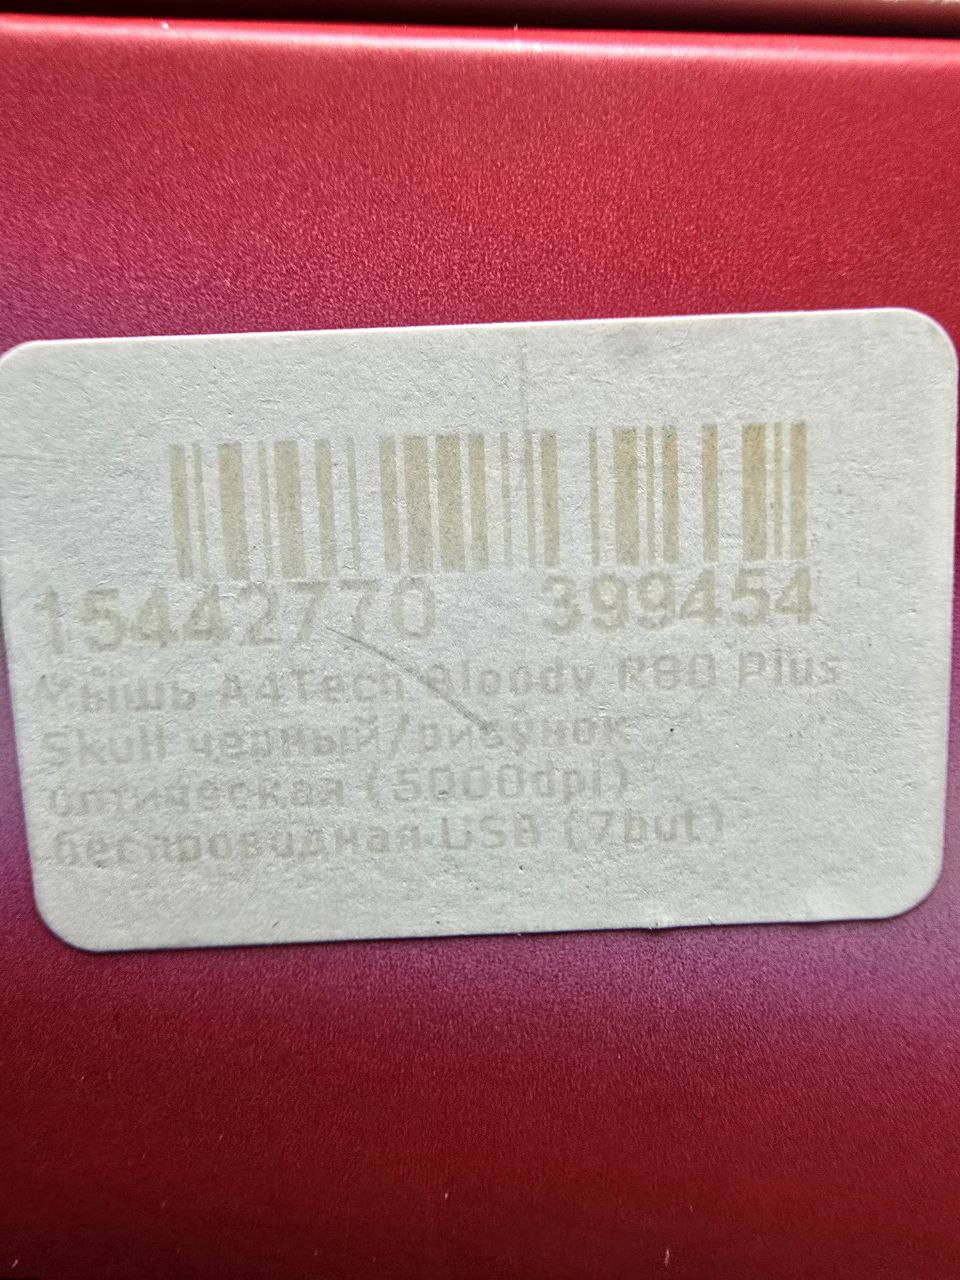 15442770 399454
Мышь A4Tech Bloody R80 Plus
Skull черный/рисунок
оптическая (5000dpi)
беспроводная USB (7but)